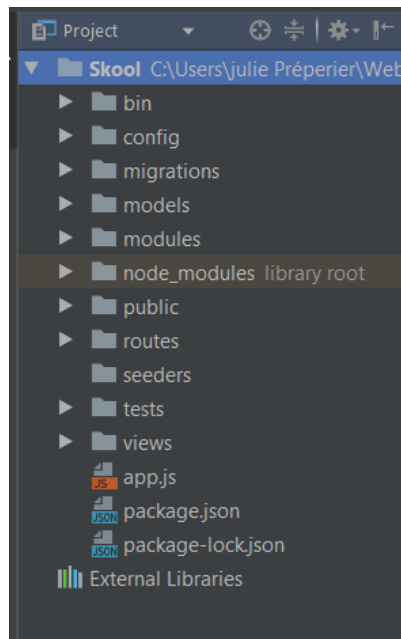 Project
Skool C:\Users\julie Préperier\Web
bin
config
migrations
models
modules
node_modules library root
public
routes
seeders
tests
views
JS app.js
JSON package.json
JSON package-lock.json
External Libraries